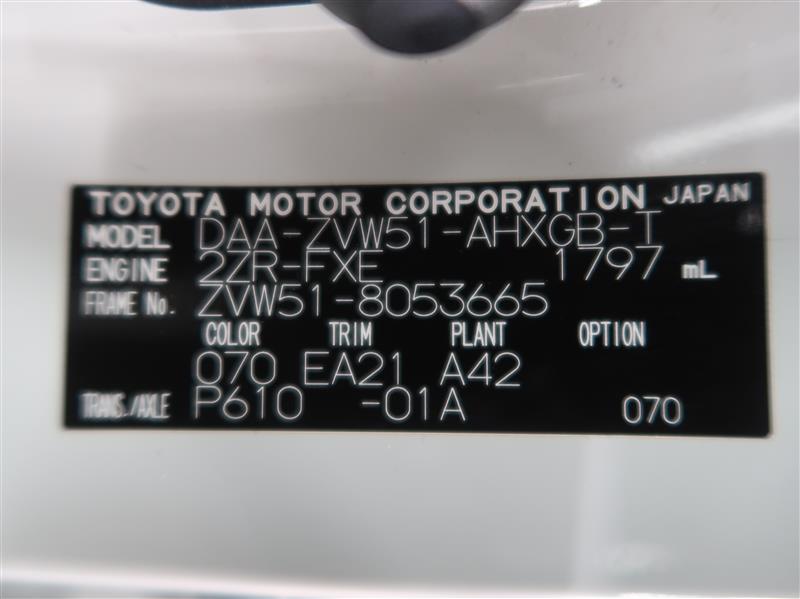 TOYOTA MOTOR CORPORATION JAPAN
MODEL DAA-ZVW51-AHXGB-T
ENGINE 2ZR-FXE 1797 mL
FRAME No. ZVW51-8053665
COLOR TRIM PLANT OPTION
070 EA21 A42
TRANS./AXLE P610 -01A 070